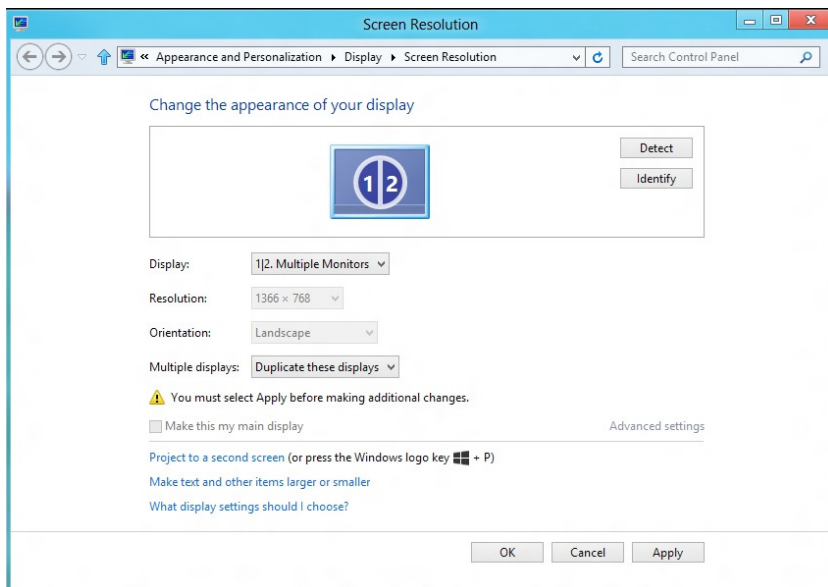 Screen Resolution
« Appearance and Personalization ▸ Display ▸ Screen Resolution
Search Control Panel
Change the appearance of your display
1|2
Detect
Identify
Display: 1|2. Multiple Monitors
Resolution: 1366 × 768
Orientation: Landscape
Multiple displays: Duplicate these displays
You must select Apply before making additional changes.
Make this my main display Advanced settings
Project to a second screen (or press the Windows logo key + P)
Make text and other items larger or smaller
What display settings should I choose?
OK Cancel Apply